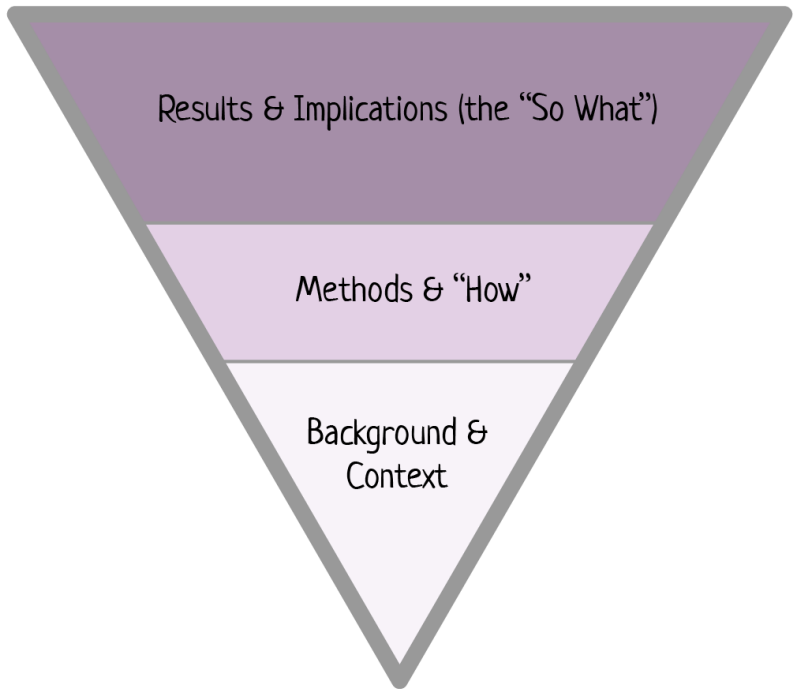 Results & Implications (the “So What”)
Methods & “How”
Background &
Context